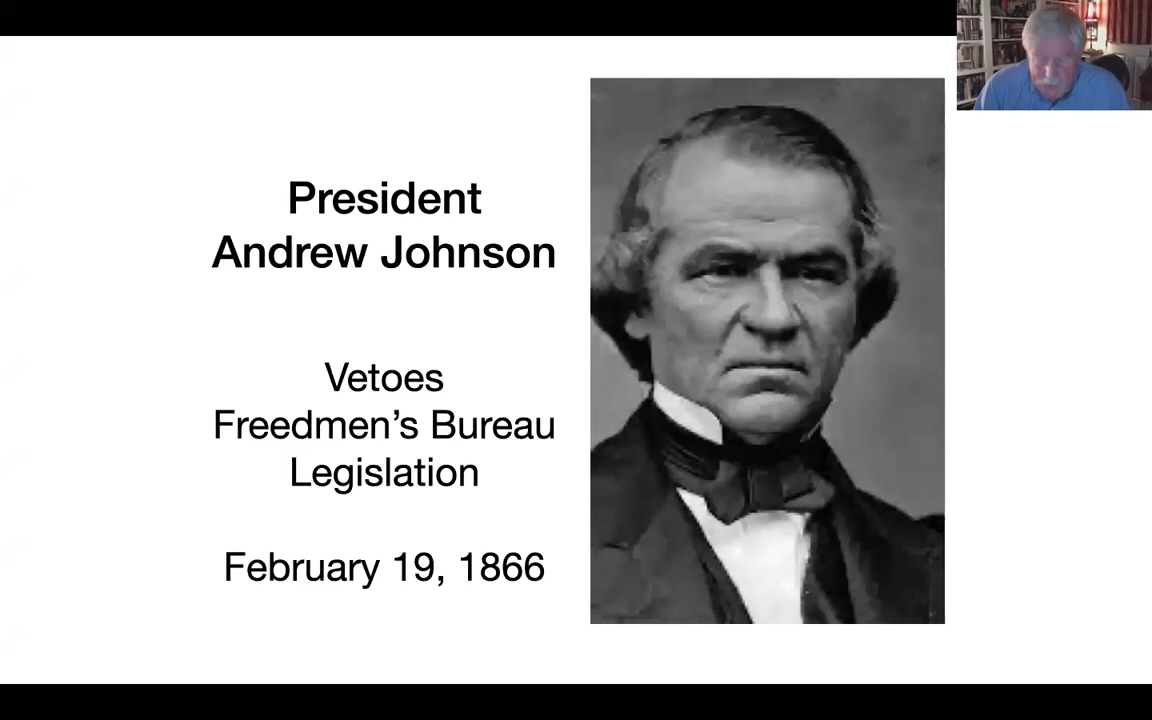 President
Andrew Johnson
Vetoes
Freedmen’s Bureau
Legislation
February 19, 1866